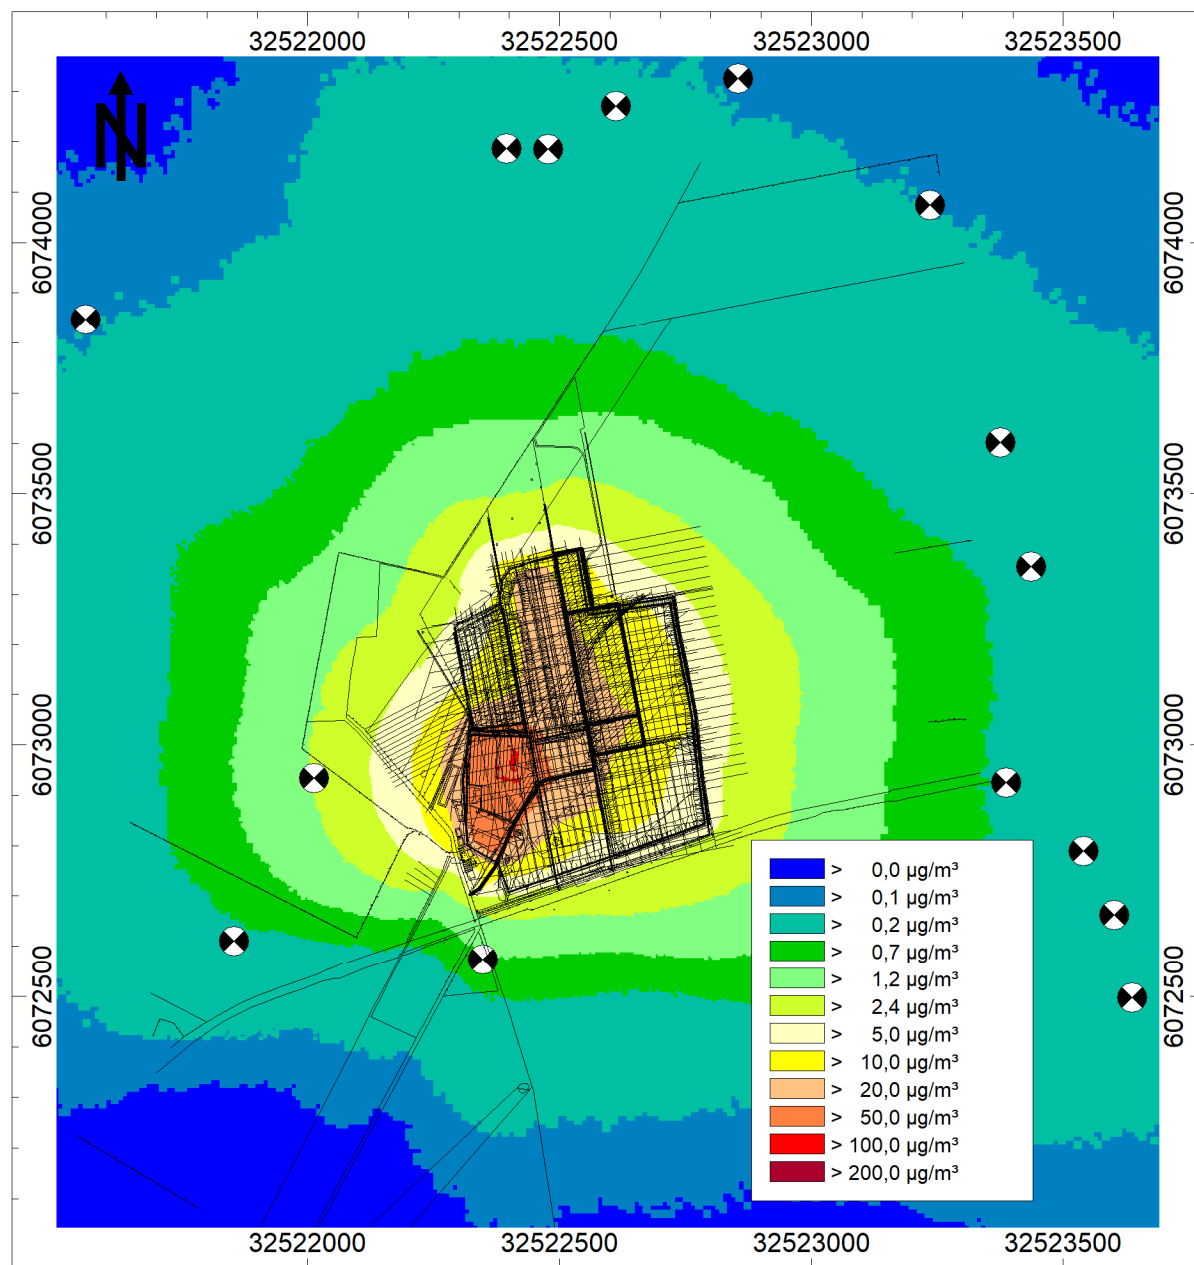 32522000 32522500 32523000 32523500
N
6074000 6074000
6073500 6073500
6073000 6073000
6072500 6072500
> 0,0 µg/m³
> 0,1 µg/m³
> 0,2 µg/m³
> 0,7 µg/m³
> 1,2 µg/m³
> 2,4 µg/m³
> 5,0 µg/m³
> 10,0 µg/m³
> 20,0 µg/m³
> 50,0 µg/m³
> 100,0 µg/m³
> 200,0 µg/m³
32522000 32522500 32523000 32523500